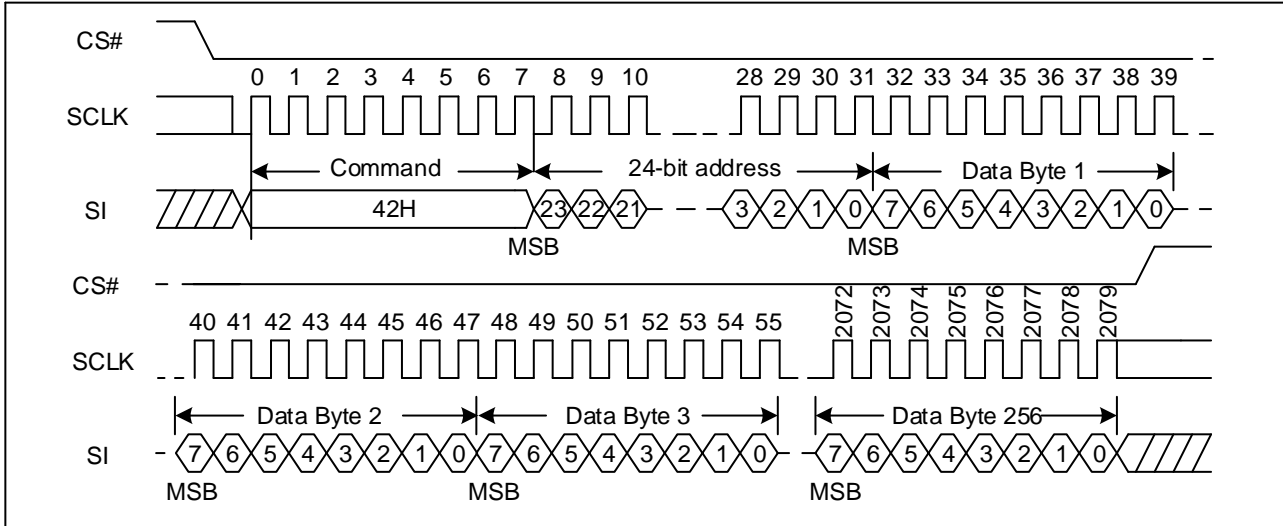 CS#
0 1 2 3 4 5 6 7 8 9 10 28 29 30 31 32 33 34 35 36 37 38 39
SCLK
Command 24-bit address Data Byte 1
SI 42H 23 22 21 3 2 1 0 7 6 5 4 3 2 1 0
MSB MSB
CS#
40 41 42 43 44 45 46 47 48 49 50 51 52 53 54 55 2072 2073 2074 2075 2076 2077 2078 2079
SCLK
Data Byte 2 Data Byte 3 Data Byte 256
SI 7 6 5 4 3 2 1 0 7 6 5 4 3 2 1 0 7 6 5 4 3 2 1 0
MSB MSB MSB